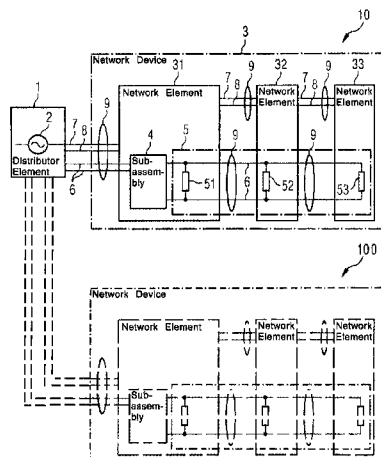 10
3
Network Device
31
9
32
9
33
Network Element
7
8
Network
Element
7
8
Network
Element
1
2
9
7
8
Distributor
Element
6
4
Sub-
assem-
bly
5
9
9
6
51
52
53
100
Network Device
Network Element
Network
Element
Network
Element
Sub-
assem-
bly